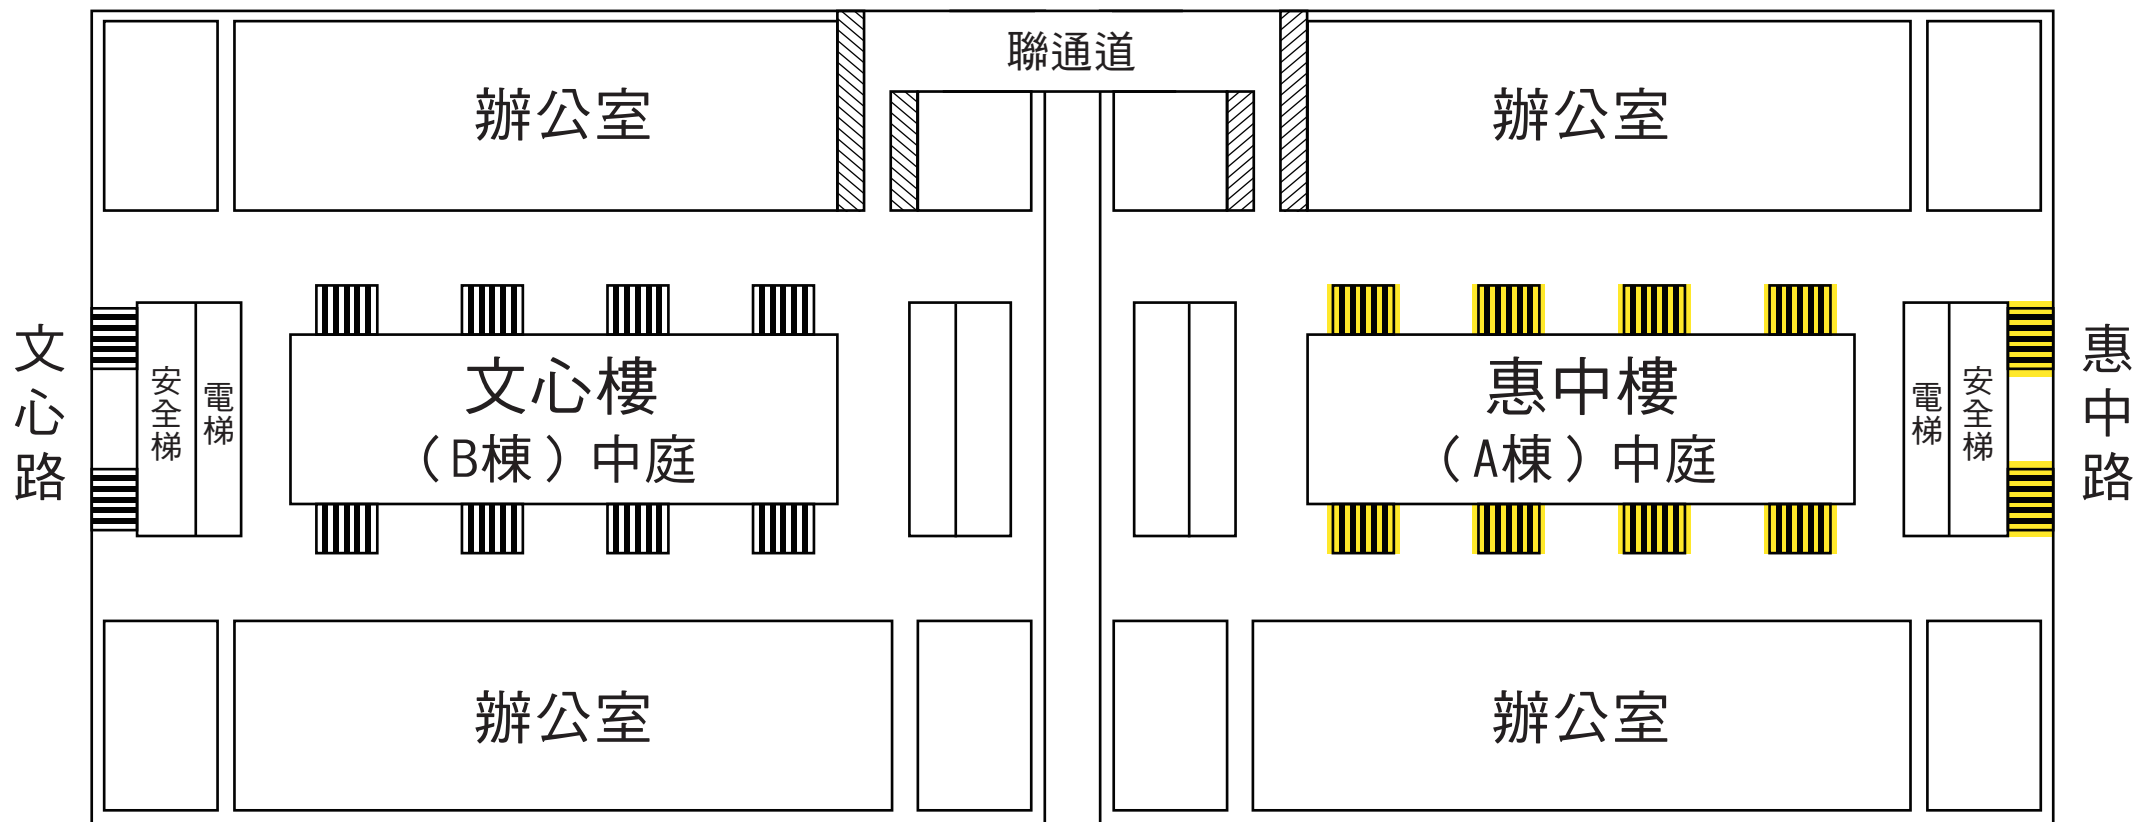 聯通道
辦公室
辦公室
文心路
安全梯
電梯
文心樓
（B棟）中庭
惠中樓
（A棟）中庭
電梯
安全梯
惠中路
辦公室
辦公室